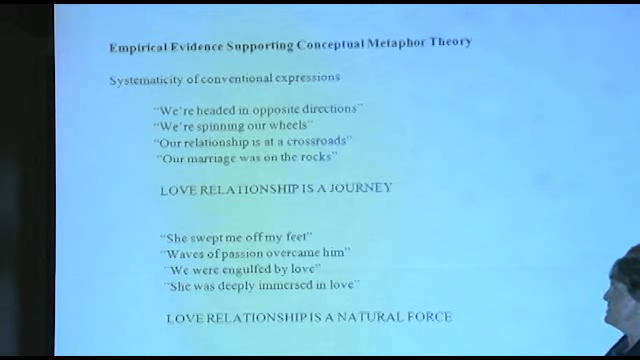 Empirical Evidence Supporting Conceptual Metaphor Theory
Systematicity of conventional expressions
"We're headed in opposite directions"
"We're spinning our wheels"
"Our relationship is at a crossroads"
"Our marriage was on the rocks"
LOVE RELATIONSHIP IS A JOURNEY
"She swept me off my feet"
"Waves of passion overcame him"
"We were engulfed by love"
"She was deeply immersed in love"
LOVE RELATIONSHIP IS A NATURAL FORCE